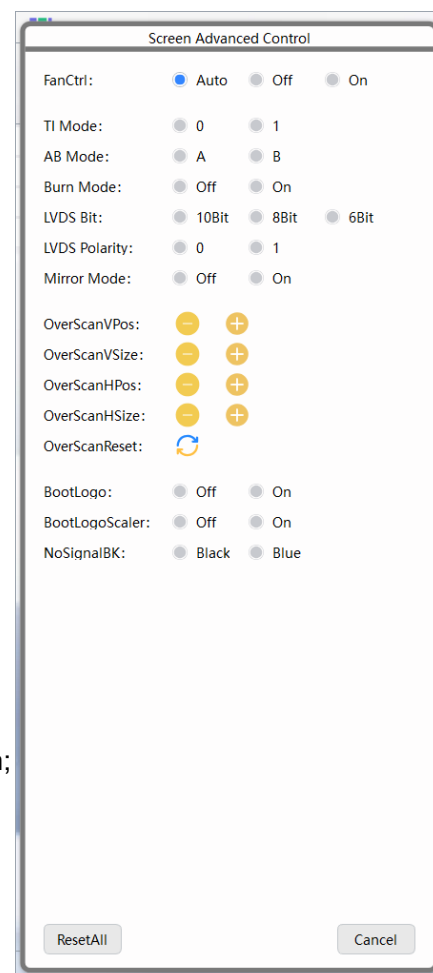 Screen Advanced Control
FanCtrl: Auto Off On
TI Mode: 0 1
AB Mode: A B
Burn Mode: Off On
LVDS Bit: 10Bit 8Bit 6Bit
LVDS Polarity: 0 1
Mirror Mode: Off On
OverScanVPos:
OverScanVSize:
OverScanHPos:
OverScanHSize:
OverScanReset:
BootLogo: Off On
BootLogoScaler: Off On
NoSignalBK: Black Blue
;
ResetAll Cancel